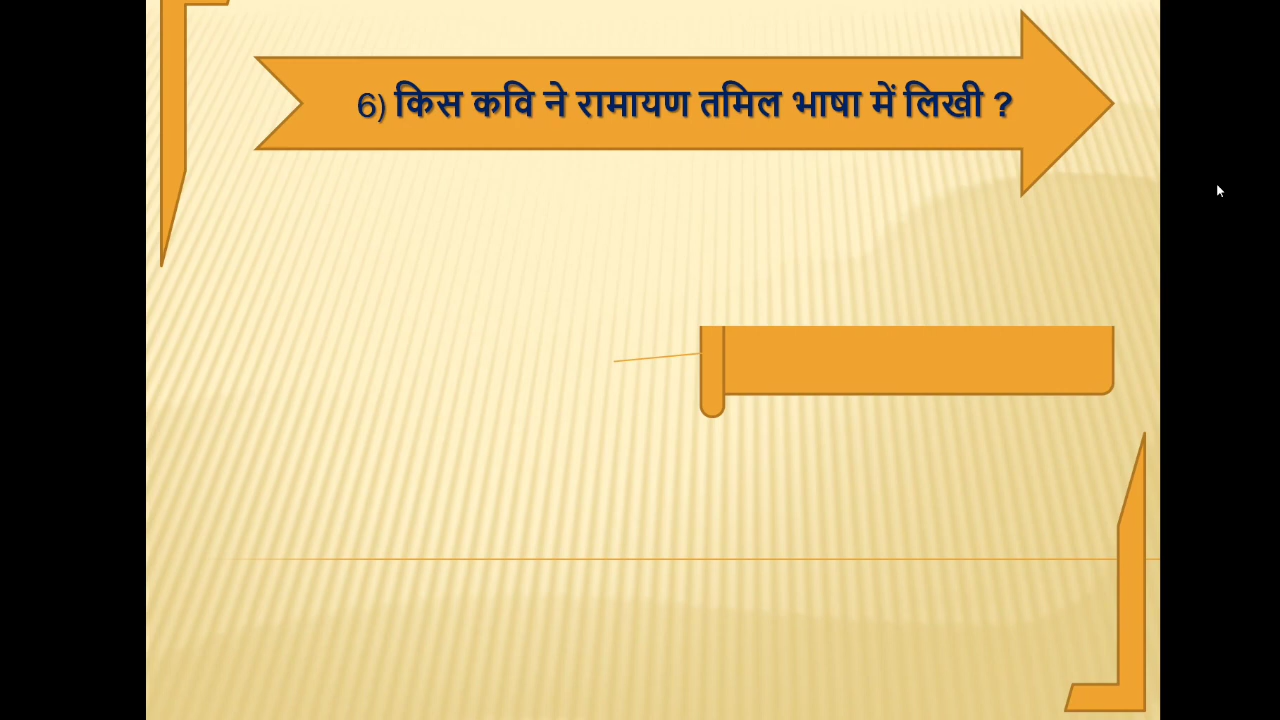 6) किस कवि ने रामायण तमिल भाषा में लिखी ?